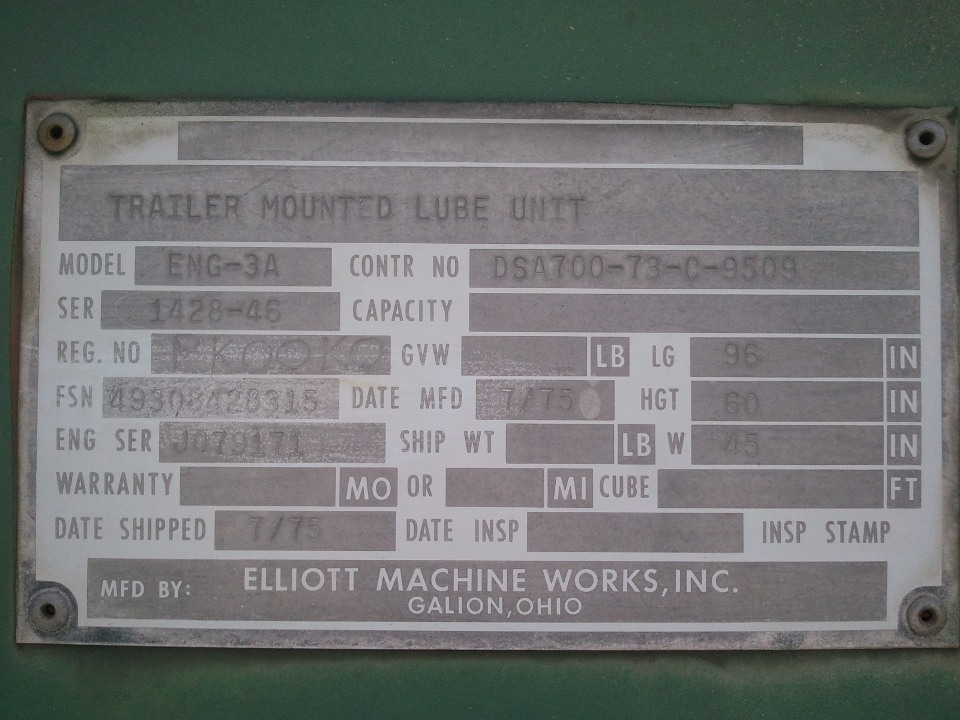 TRAILER MOUNTED LUBE UNIT
MODEL ENG-3A CONTR NO DSA700-73-C-9509
SER 1428-46 CAPACITY
REG. NO GVW LB LG 96 IN
FSN 49308428315 DATE MFD 7/75 HGT 60 IN
ENG SER J079171 SHIP WT LB W 45 IN
WARRANTY MO OR MI CUBE FT
DATE SHIPPED 7/75 DATE INSP INSP STAMP
MFD BY: ELLIOTT MACHINE WORKS, INC.
GALION, OHIO